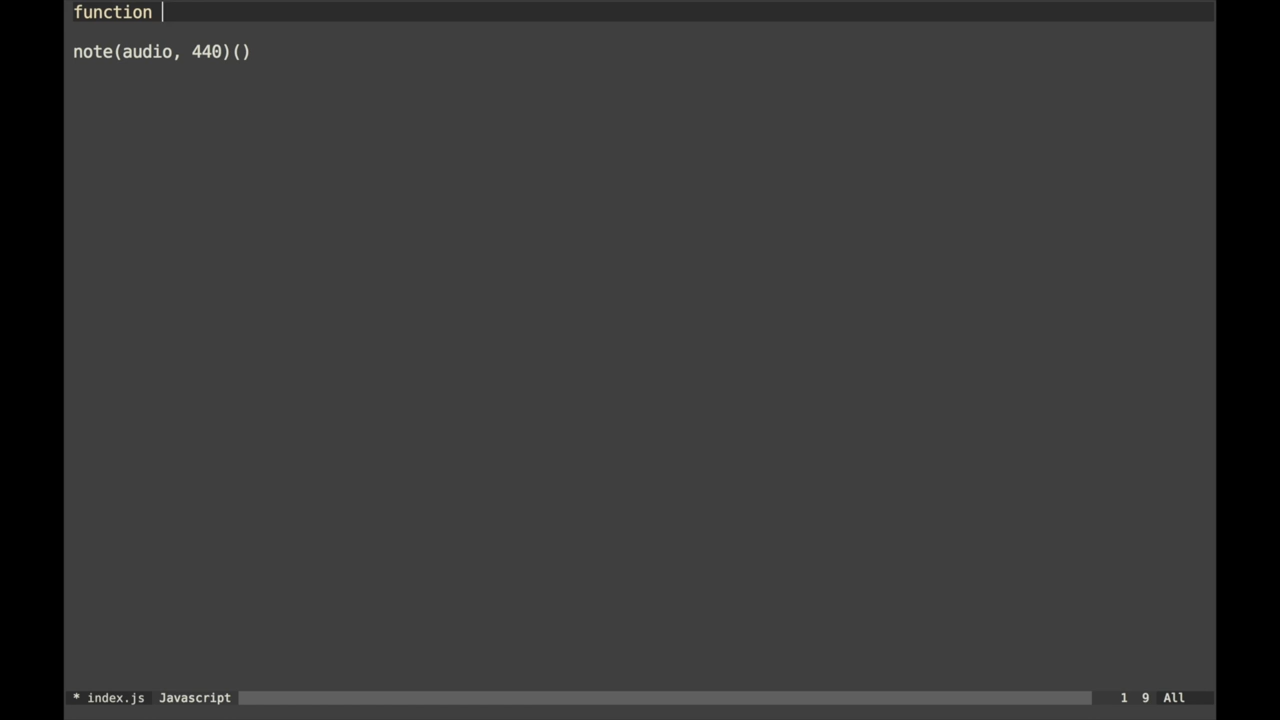 function
note(audio, 440)()
* index.js Javascript 1 9 All